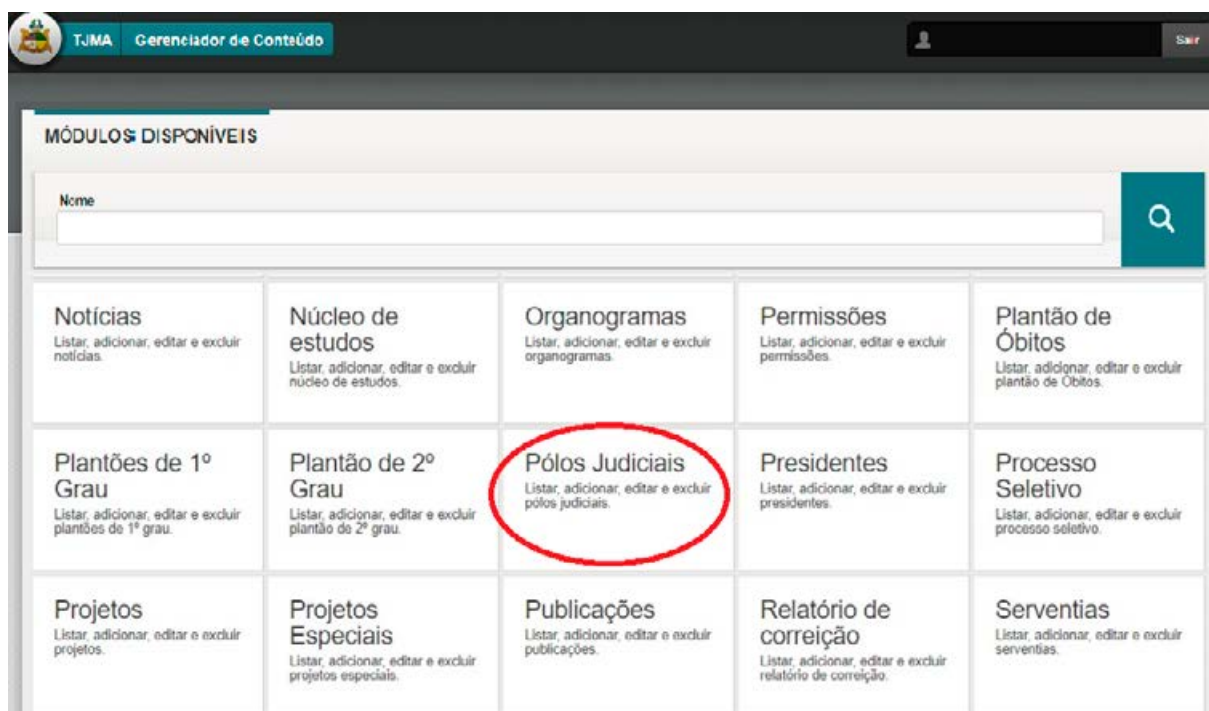 TJMA Gerenciador de Conteúdo
Sair
MÓDULOS DISPONÍVEIS
Nome
Notícias
Listar, adicionar, editar e excluir
notícias.
Núcleo de
estudos
Listar, adicionar, editar e excluir
núcleo de estudos.
Organogramas
Listar, adicionar, editar e excluir
organogramas.
Permissões
Listar, adicionar, editar e excluir
permissões.
Plantão de
Óbitos
Listar, adicionar, editar e excluir
plantão de Óbitos.
Plantões de 1º
Grau
Listar, adicionar, editar e excluir
plantões de 1º grau.
Plantão de 2º
Grau
Listar, adicionar, editar e excluir
plantão de 2º grau.
Pólos Judiciais
Listar, adicionar, editar e excluir
pólos judiciais.
Presidentes
Listar, adicionar, editar e excluir
presidentes.
Processo
Seletivo
Listar, adicionar, editar e excluir
processo seletivo.
Projetos
Listar, adicionar, editar e excluir
projetos.
Projetos
Especiais
Listar, adicionar, editar e excluir
projetos especiais.
Publicações
Listar, adicionar, editar e excluir
publicações.
Relatório de
correição
Listar, adicionar, editar e excluir
relatório de correição.
Serventias
Listar, adicionar, editar e excluir
serventias.